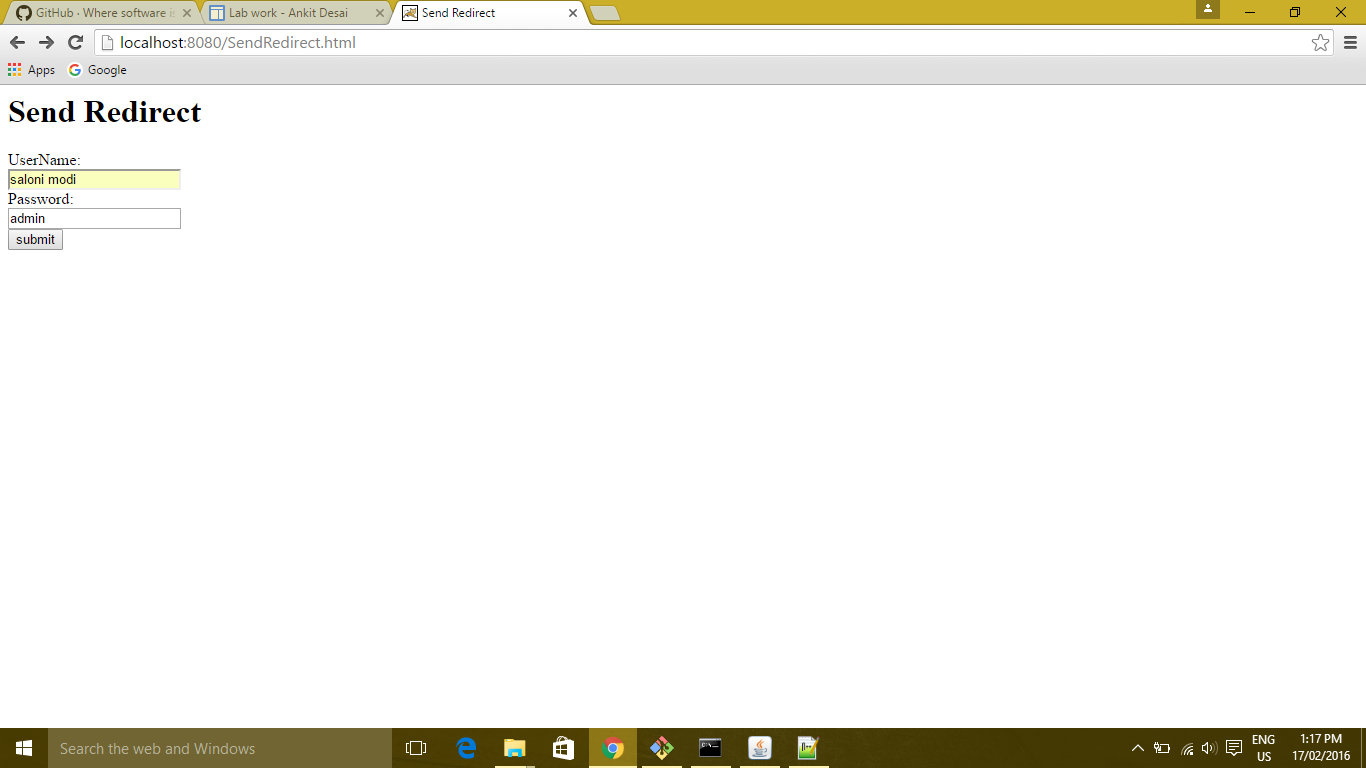 GitHub · Where software is
Lab work - Ankit Desai
Send Redirect
localhost:8080/SendRedirect.html
Apps
Google
Send Redirect
UserName:
saloni modi
Password:
admin
submit
Search the web and Windows
ENG
US
1:17 PM
17/02/2016